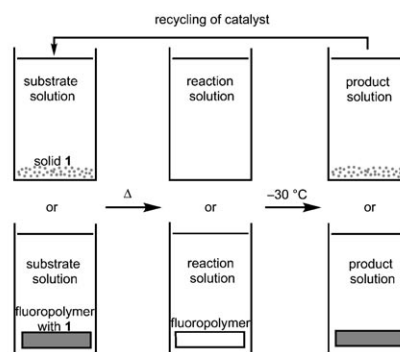 recycling of catalyst
substrate
solution
solid 1
reaction
solution
product
solution
or
Δ
or
–30 °C
or
substrate
solution
fluoropolymer
with 1
reaction
solution
fluoropolymer
product
solution